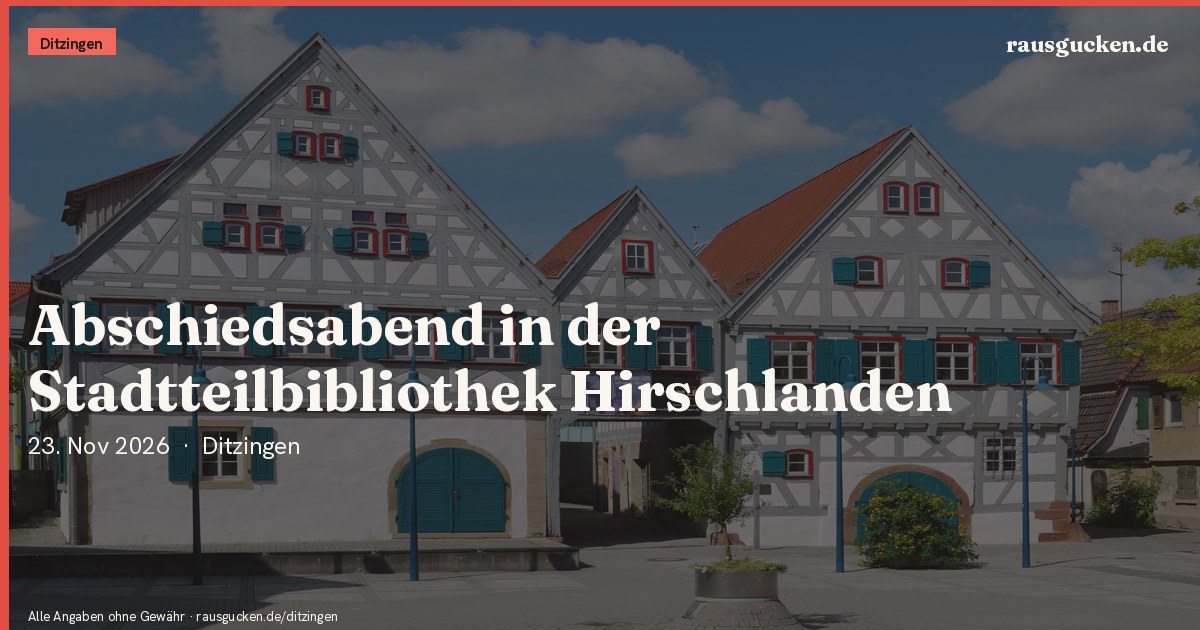 Ditzingen
rausgucken.de
Abschiedsabend in der
Stadtteilbibliothek Hirschlanden
23. Nov 2026 · Ditzingen
Alle Angaben ohne Gewähr · rausgucken.de/ditzingen